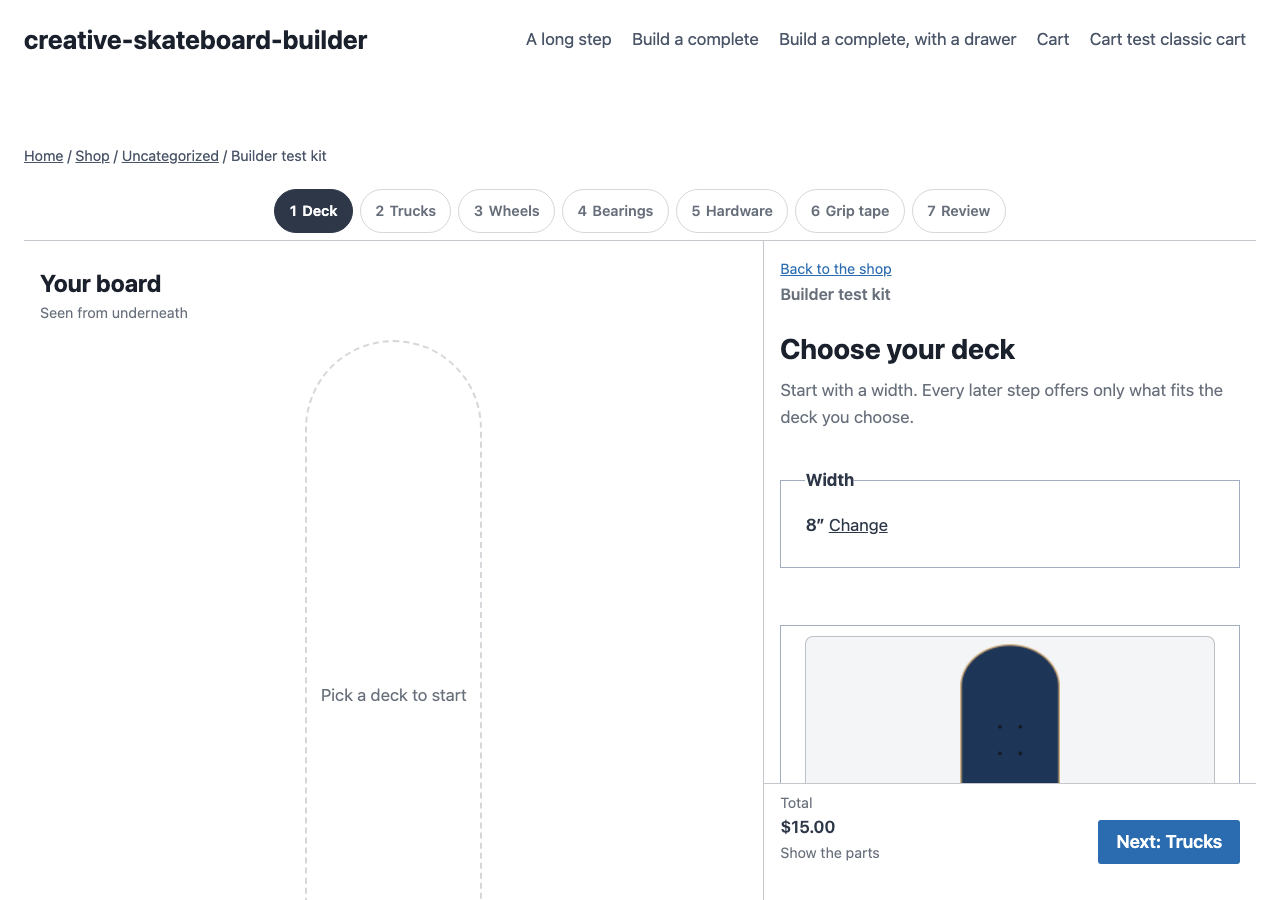 creative-skateboard-builder
A long step
Build a complete
Build a complete, with a drawer
Cart
Cart test classic cart
Home / Shop / Uncategorized / Builder test kit
1 Deck
2 Trucks
3 Wheels
4 Bearings
5 Hardware
6 Grip tape
7 Review
Your board
Seen from underneath
Pick a deck to start
Back to the shop
Builder test kit
Choose your deck
Start with a width. Every later step offers only what fits the
deck you choose.
Width
8″ Change
Total
$15.00
Show the parts
Next: Trucks